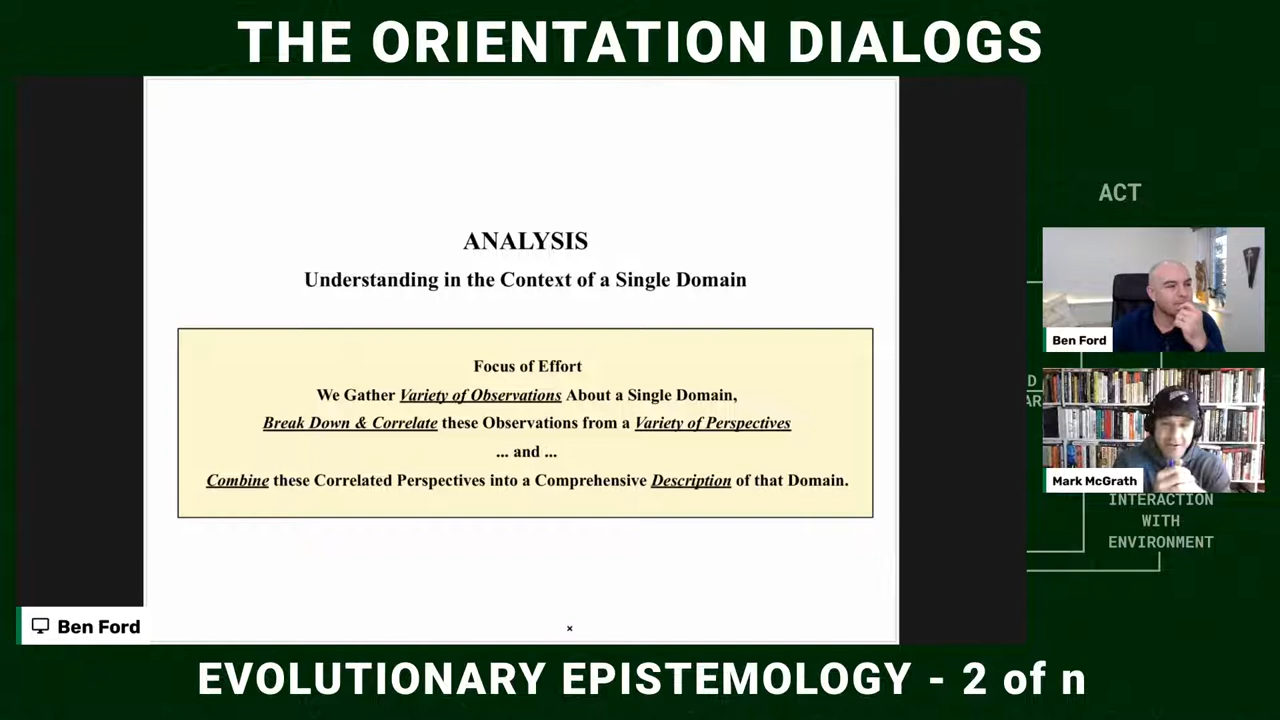 THE ORIENTATION DIALOGS
ANALYSIS
Understanding in the Context of a Single Domain
Focus of Effort
We Gather Variety of Observations About a Single Domain,
Break Down & Correlate these Observations from a Variety of Perspectives
... and ...
Combine these Correlated Perspectives into a Comprehensive Description of that Domain.
Ben Ford
ACT
Ben Ford
D
AR
Mark McGrath
INTERACTION
WITH
ENVIRONMENT
EVOLUTIONARY EPISTEMOLOGY - 2 of n